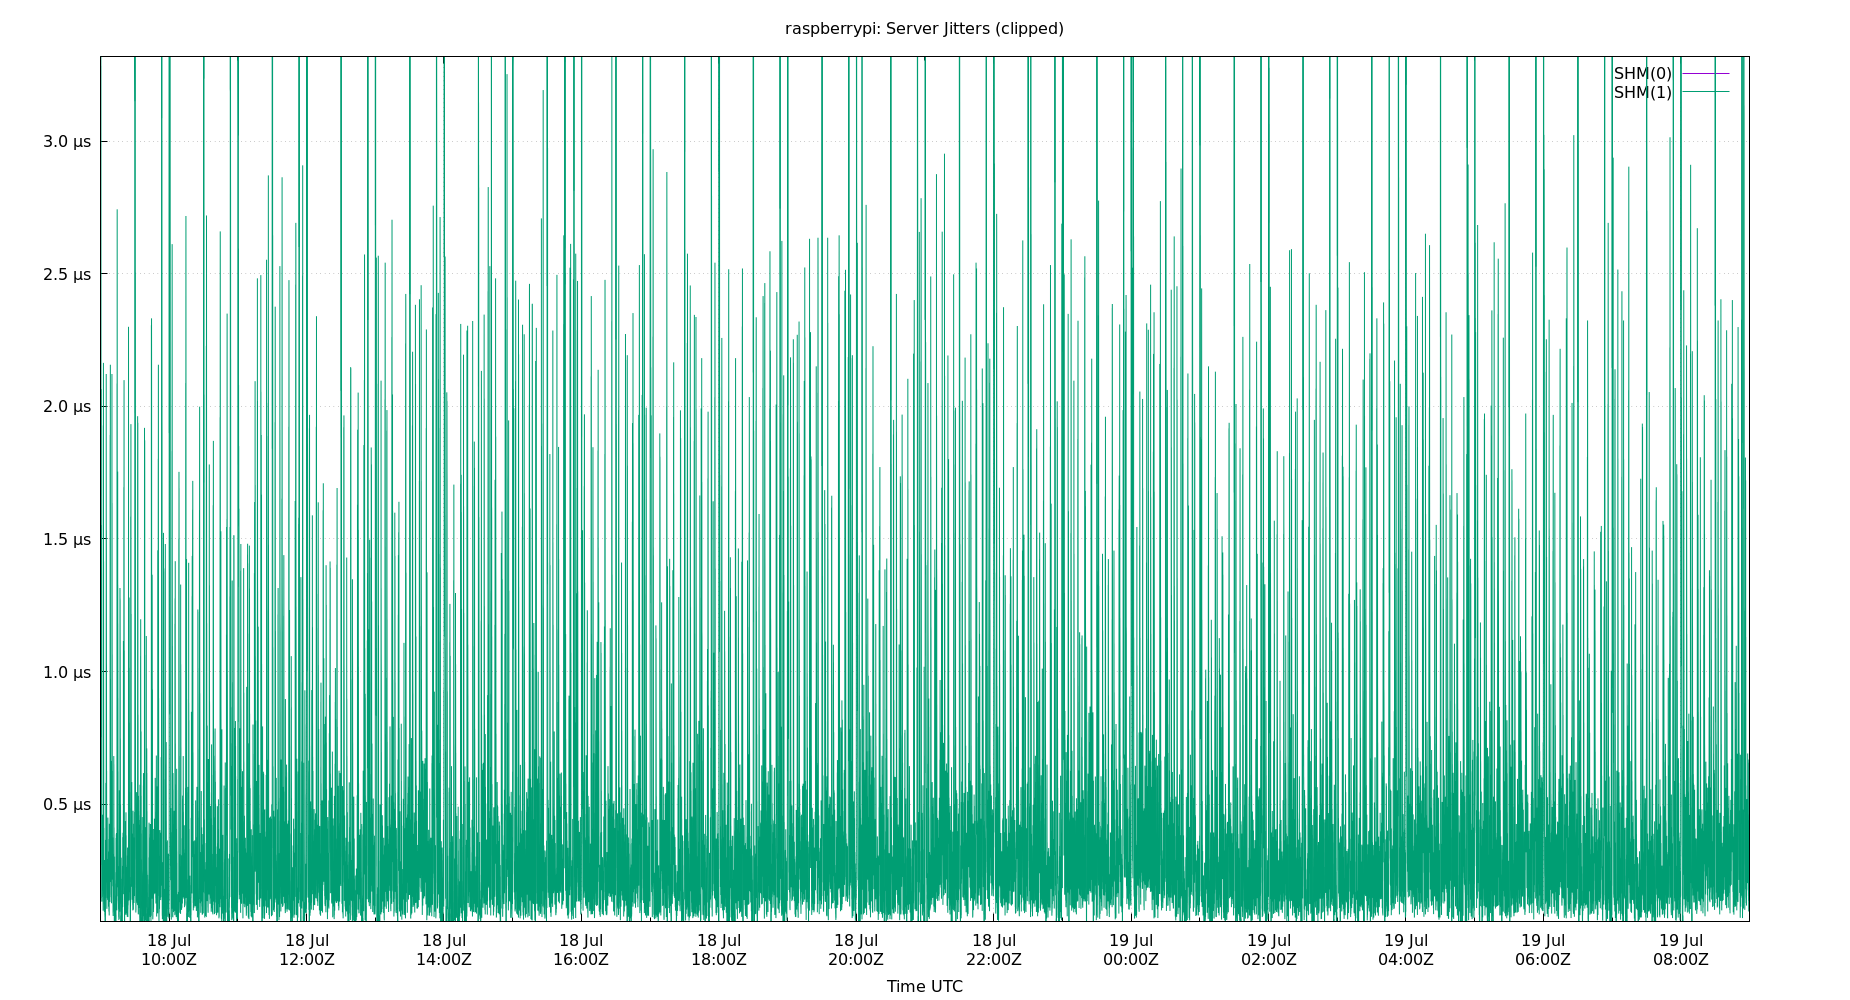 raspberrypi: Server Jitters (clipped)
SHM(0)
SHM(1)
3.0 µs
2.5 µs
2.0 µs
1.5 µs
1.0 µs
0.5 µs
18 Jul 18 Jul 18 Jul 18 Jul 18 Jul 18 Jul 18 Jul 19 Jul 19 Jul 19 Jul 19 Jul 19 Jul
10:00Z 12:00Z 14:00Z 16:00Z 18:00Z 20:00Z 22:00Z 00:00Z 02:00Z 04:00Z 06:00Z 08:00Z
Time UTC